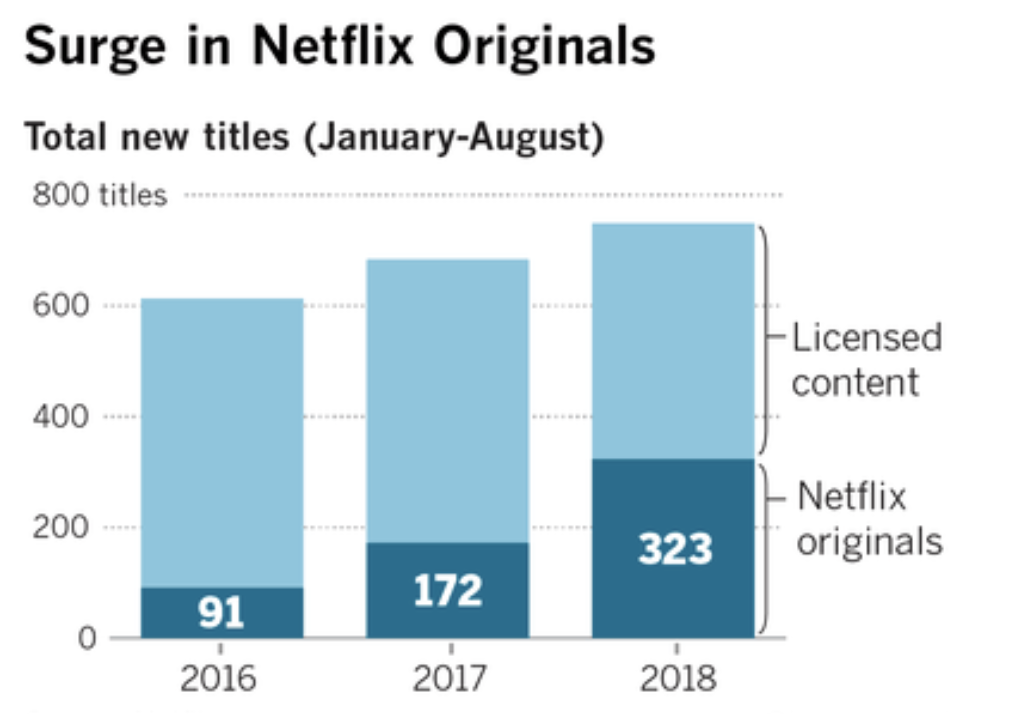 Surge in Netflix Originals
Total new titles (January-August)
800 titles
600
400
200
0
91
172
323
Licensed
content
Netflix
originals
2016
2017
2018